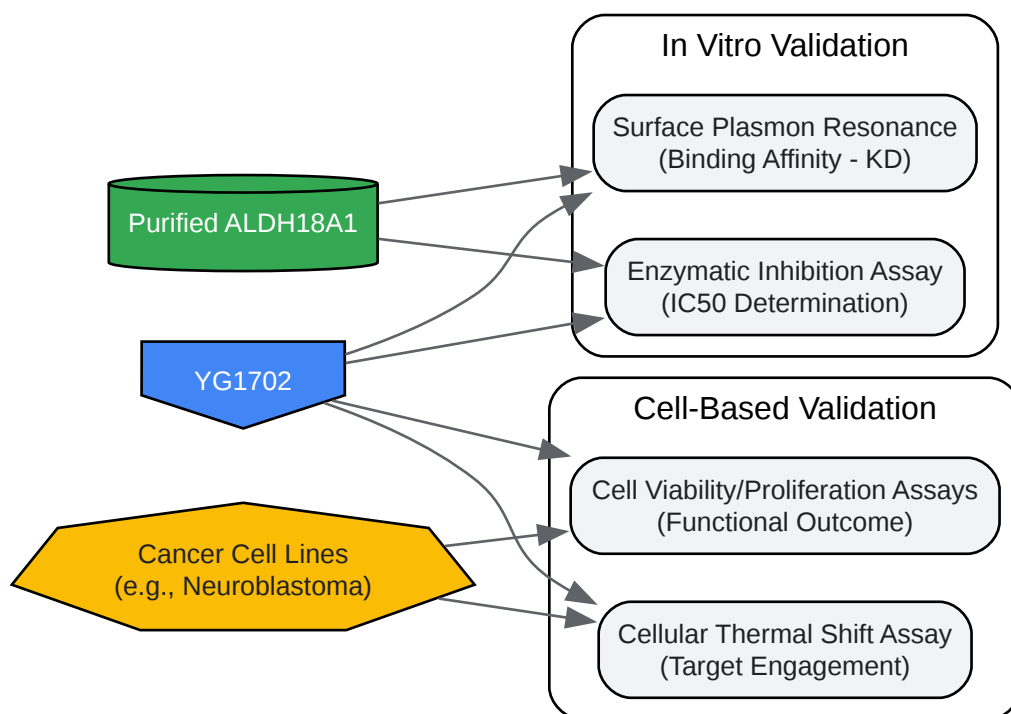 In Vitro Validation
Surface Plasmon Resonance
(Binding Affinity - KD)
Purified ALDH18A1
Enzymatic Inhibition Assay
(IC50 Determination)
YG1702
Cell-Based Validation
Cell Viability/Proliferation Assays
(Functional Outcome)
Cancer Cell Lines
(e.g., Neuroblastoma)
Cellular Thermal Shift Assay
(Target Engagement)